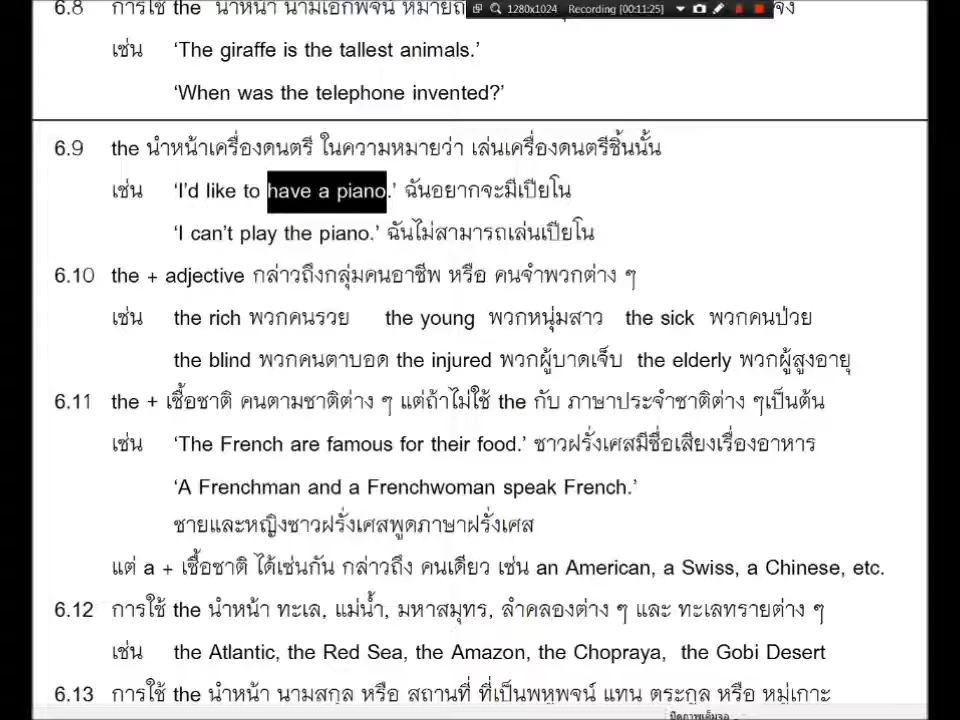 6.8 การใช้ the นำหน้า นามเอกพจน์
1280x1024 Recording [00:11:25]
เช่น 'The giraffe is the tallest animals.'
'When was the telephone invented?'
6.9 the นำหน้าเครื่องดนตรี ในความหมายว่า เล่นเครื่องดนตรีชิ้นนั้น
เช่น 'I'd like to have a piano.' ฉันอยากจะมีเปียโน
'I can't play the piano.' ฉันไม่สามารถเล่นเปียโน
6.10 the + adjective กล่าวถึงกลุ่มคนอาชีพ หรือ คนจำพวกต่าง ๆ
เช่น the rich พวกคนรวย the young พวกหนุ่มสาว the sick พวกคนป่วย
the blind พวกคนตาบอด the injured พวกผู้บาดเจ็บ the elderly พวกผู้สูงอายุ
6.11 the + เชื้อชาติ คนตามชาติต่าง ๆ แต่ถ้าไม่ใช้ the กับ ภาษาประจำชาติต่าง ๆเป็นต้น
เช่น 'The French are famous for their food.' ชาวฝรั่งเศสมีชื่อเสียงเรื่องอาหาร
'A Frenchman and a Frenchwoman speak French.'
ชายและหญิงชาวฝรั่งเศสพูดภาษาฝรั่งเศส
แต่ a + เชื้อชาติ ได้เช่นกัน กล่าวถึง คนเดียว เช่น an American, a Swiss, a Chinese, etc.
6.12 การใช้ the นำหน้า ทะเล, แม่น้ำ, มหาสมุทร, ลำคลองต่าง ๆ และ ทะเลทรายต่าง ๆ
เช่น the Atlantic, the Red Sea, the Amazon, the Chopraya, the Gobi Desert
6.13 การใช้ the นำหน้า นามสกุล หรือ สถานที่ ที่เป็นพหูพจน์ แทน ตระกูล หรือ หมู่เกาะ